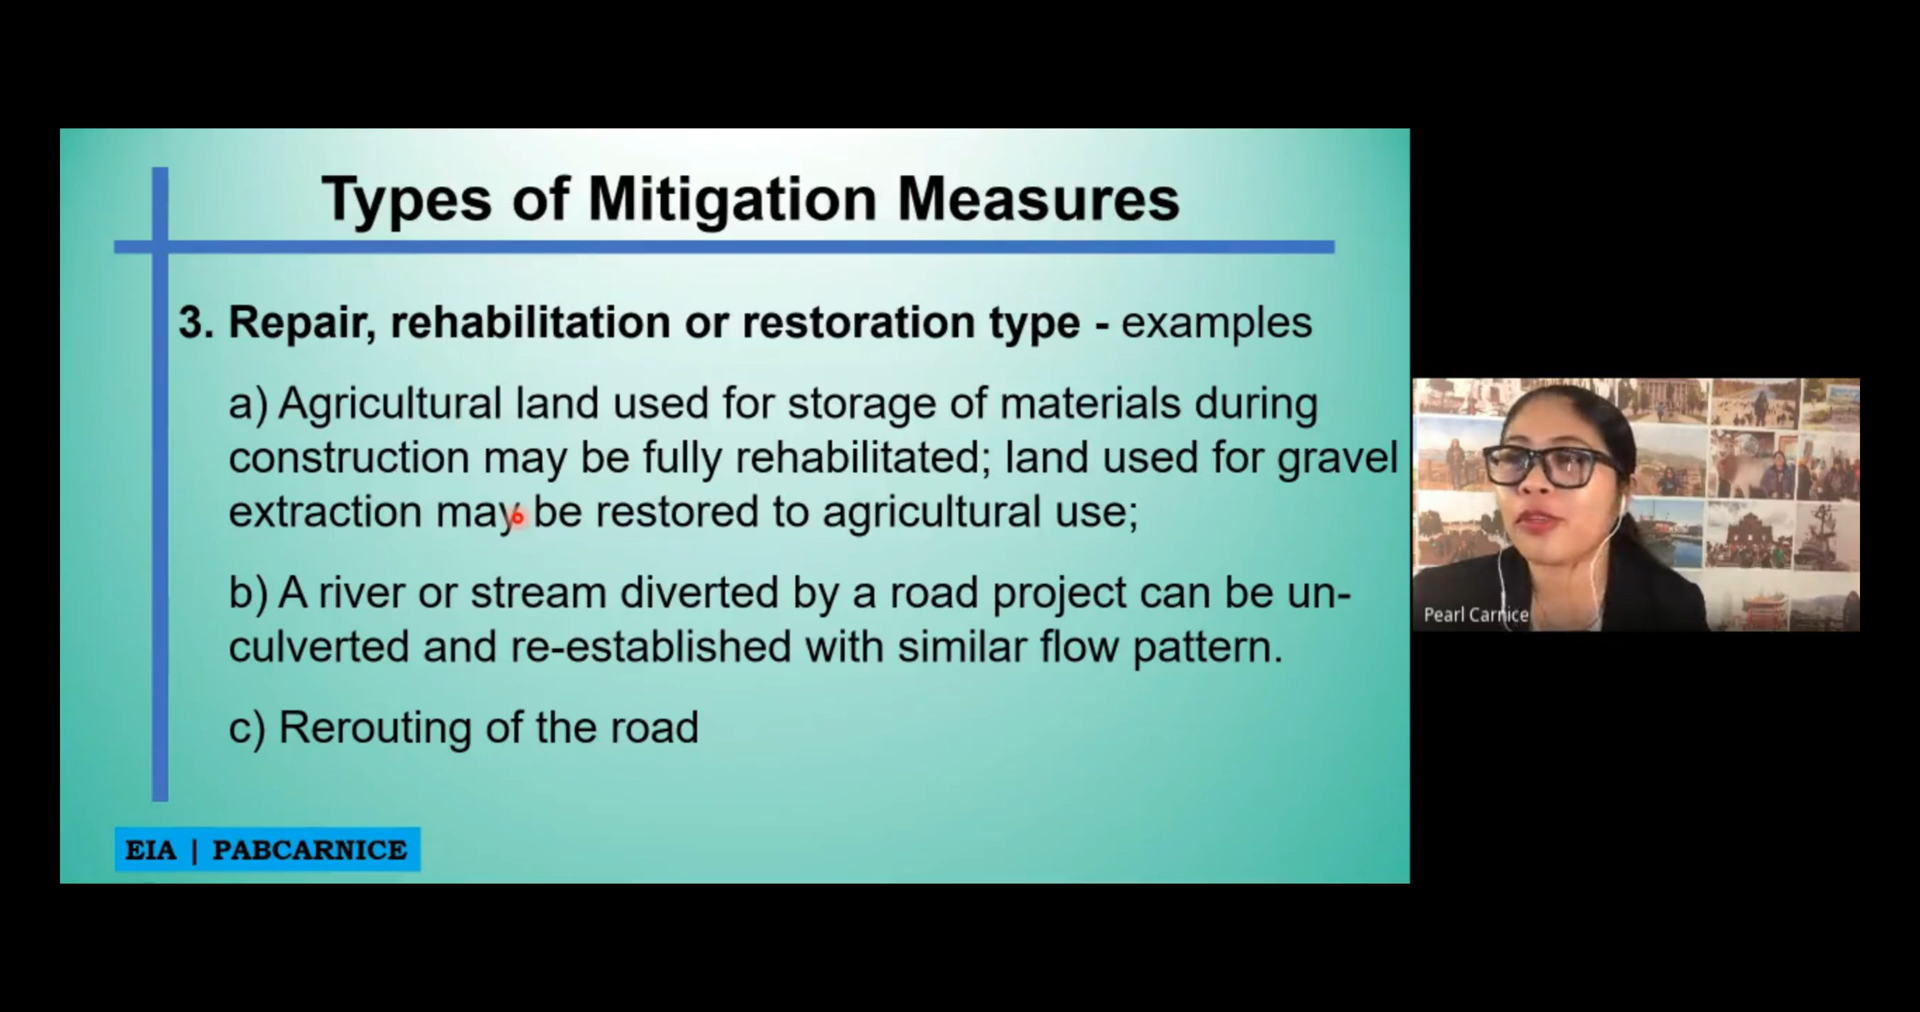 Types of Mitigation Measures
3. Repair, rehabilitation or restoration type - examples
a) Agricultural land used for storage of materials during
construction may be fully rehabilitated; land used for gravel
extraction may be restored to agricultural use;
b) A river or stream diverted by a road project can be un-
culverted and re-established with similar flow pattern.
c) Rerouting of the road
EIA | PABCARNICE
Pearl Carnice